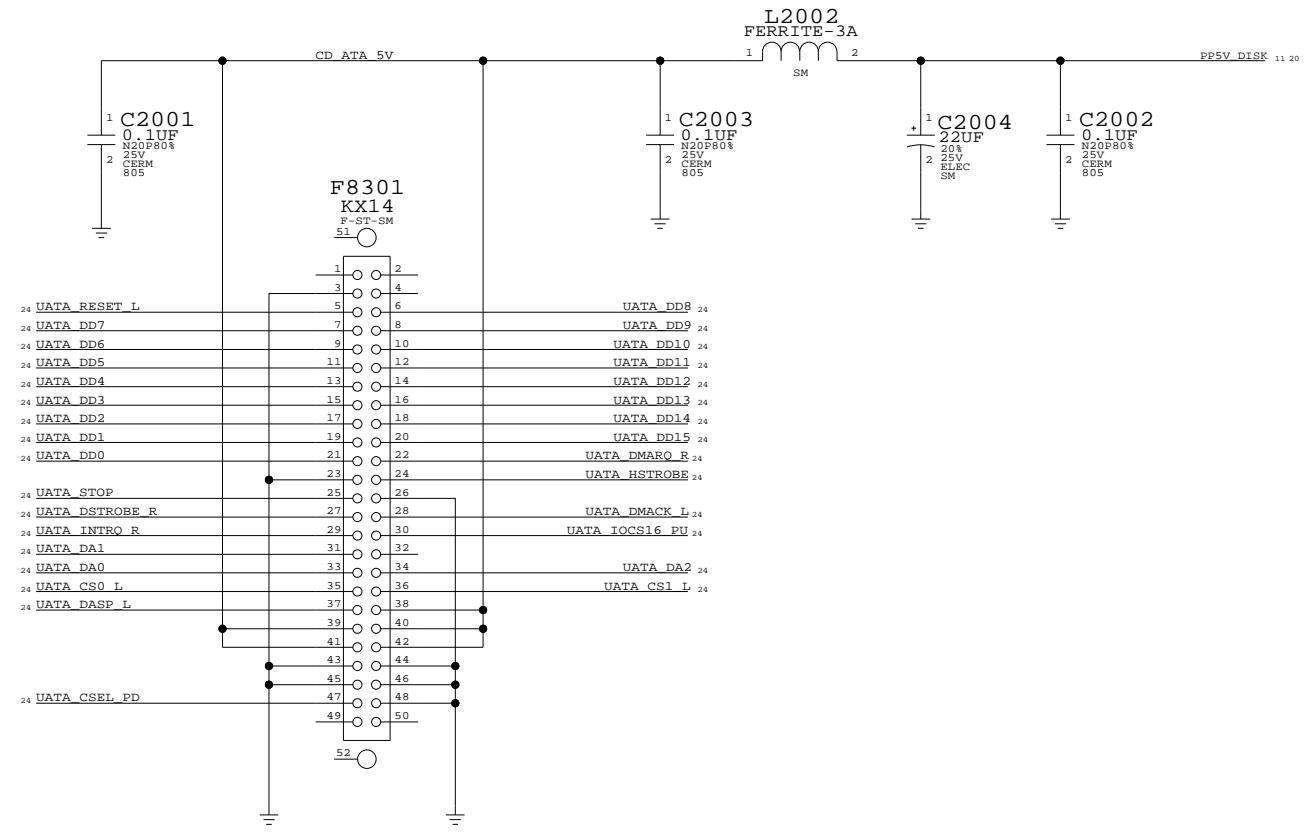 L2002
FERRITE-3A
1 2
SM
CD_ATA_5V
PP5V_DISK 11 20
1 C2001
0.1UF
N20P80%
2 25V
CERM
805
1 C2003
0.1UF
N20P80%
2 25V
CERM
805
1 C2004
+ 22UF
20%
2 25V
ELEC
SM
1 C2002
0.1UF
N20P80%
2 25V
CERM
805
F8301
KX14
F-ST-SM
51
1 2
3 4
24 UATA_RESET_L 5 6 UATA_DD8 24
24 UATA_DD7 7 8 UATA_DD9 24
24 UATA_DD6 9 10 UATA_DD10 24
24 UATA_DD5 11 12 UATA_DD11 24
24 UATA_DD4 13 14 UATA_DD12 24
24 UATA_DD3 15 16 UATA_DD13 24
24 UATA_DD2 17 18 UATA_DD14 24
24 UATA_DD1 19 20 UATA_DD15 24
24 UATA_DD0 21 22 UATA_DMARQ_R 24
23 24 UATA_HSTROBE 24
24 UATA_STOP 25 26
24 UATA_DSTROBE_R 27 28 UATA_DMACK_L 24
24 UATA_INTRQ_R 29 30 UATA_IOCS16_PU 24
24 UATA_DA1 31 32
24 UATA_DA0 33 34 UATA_DA2 24
24 UATA_CS0_L 35 36 UATA_CS1_L 24
24 UATA_DASP_L 37 38
39 40
41 42
43 44
45 46
24 UATA_CSEL_PD 47 48
49 50
52